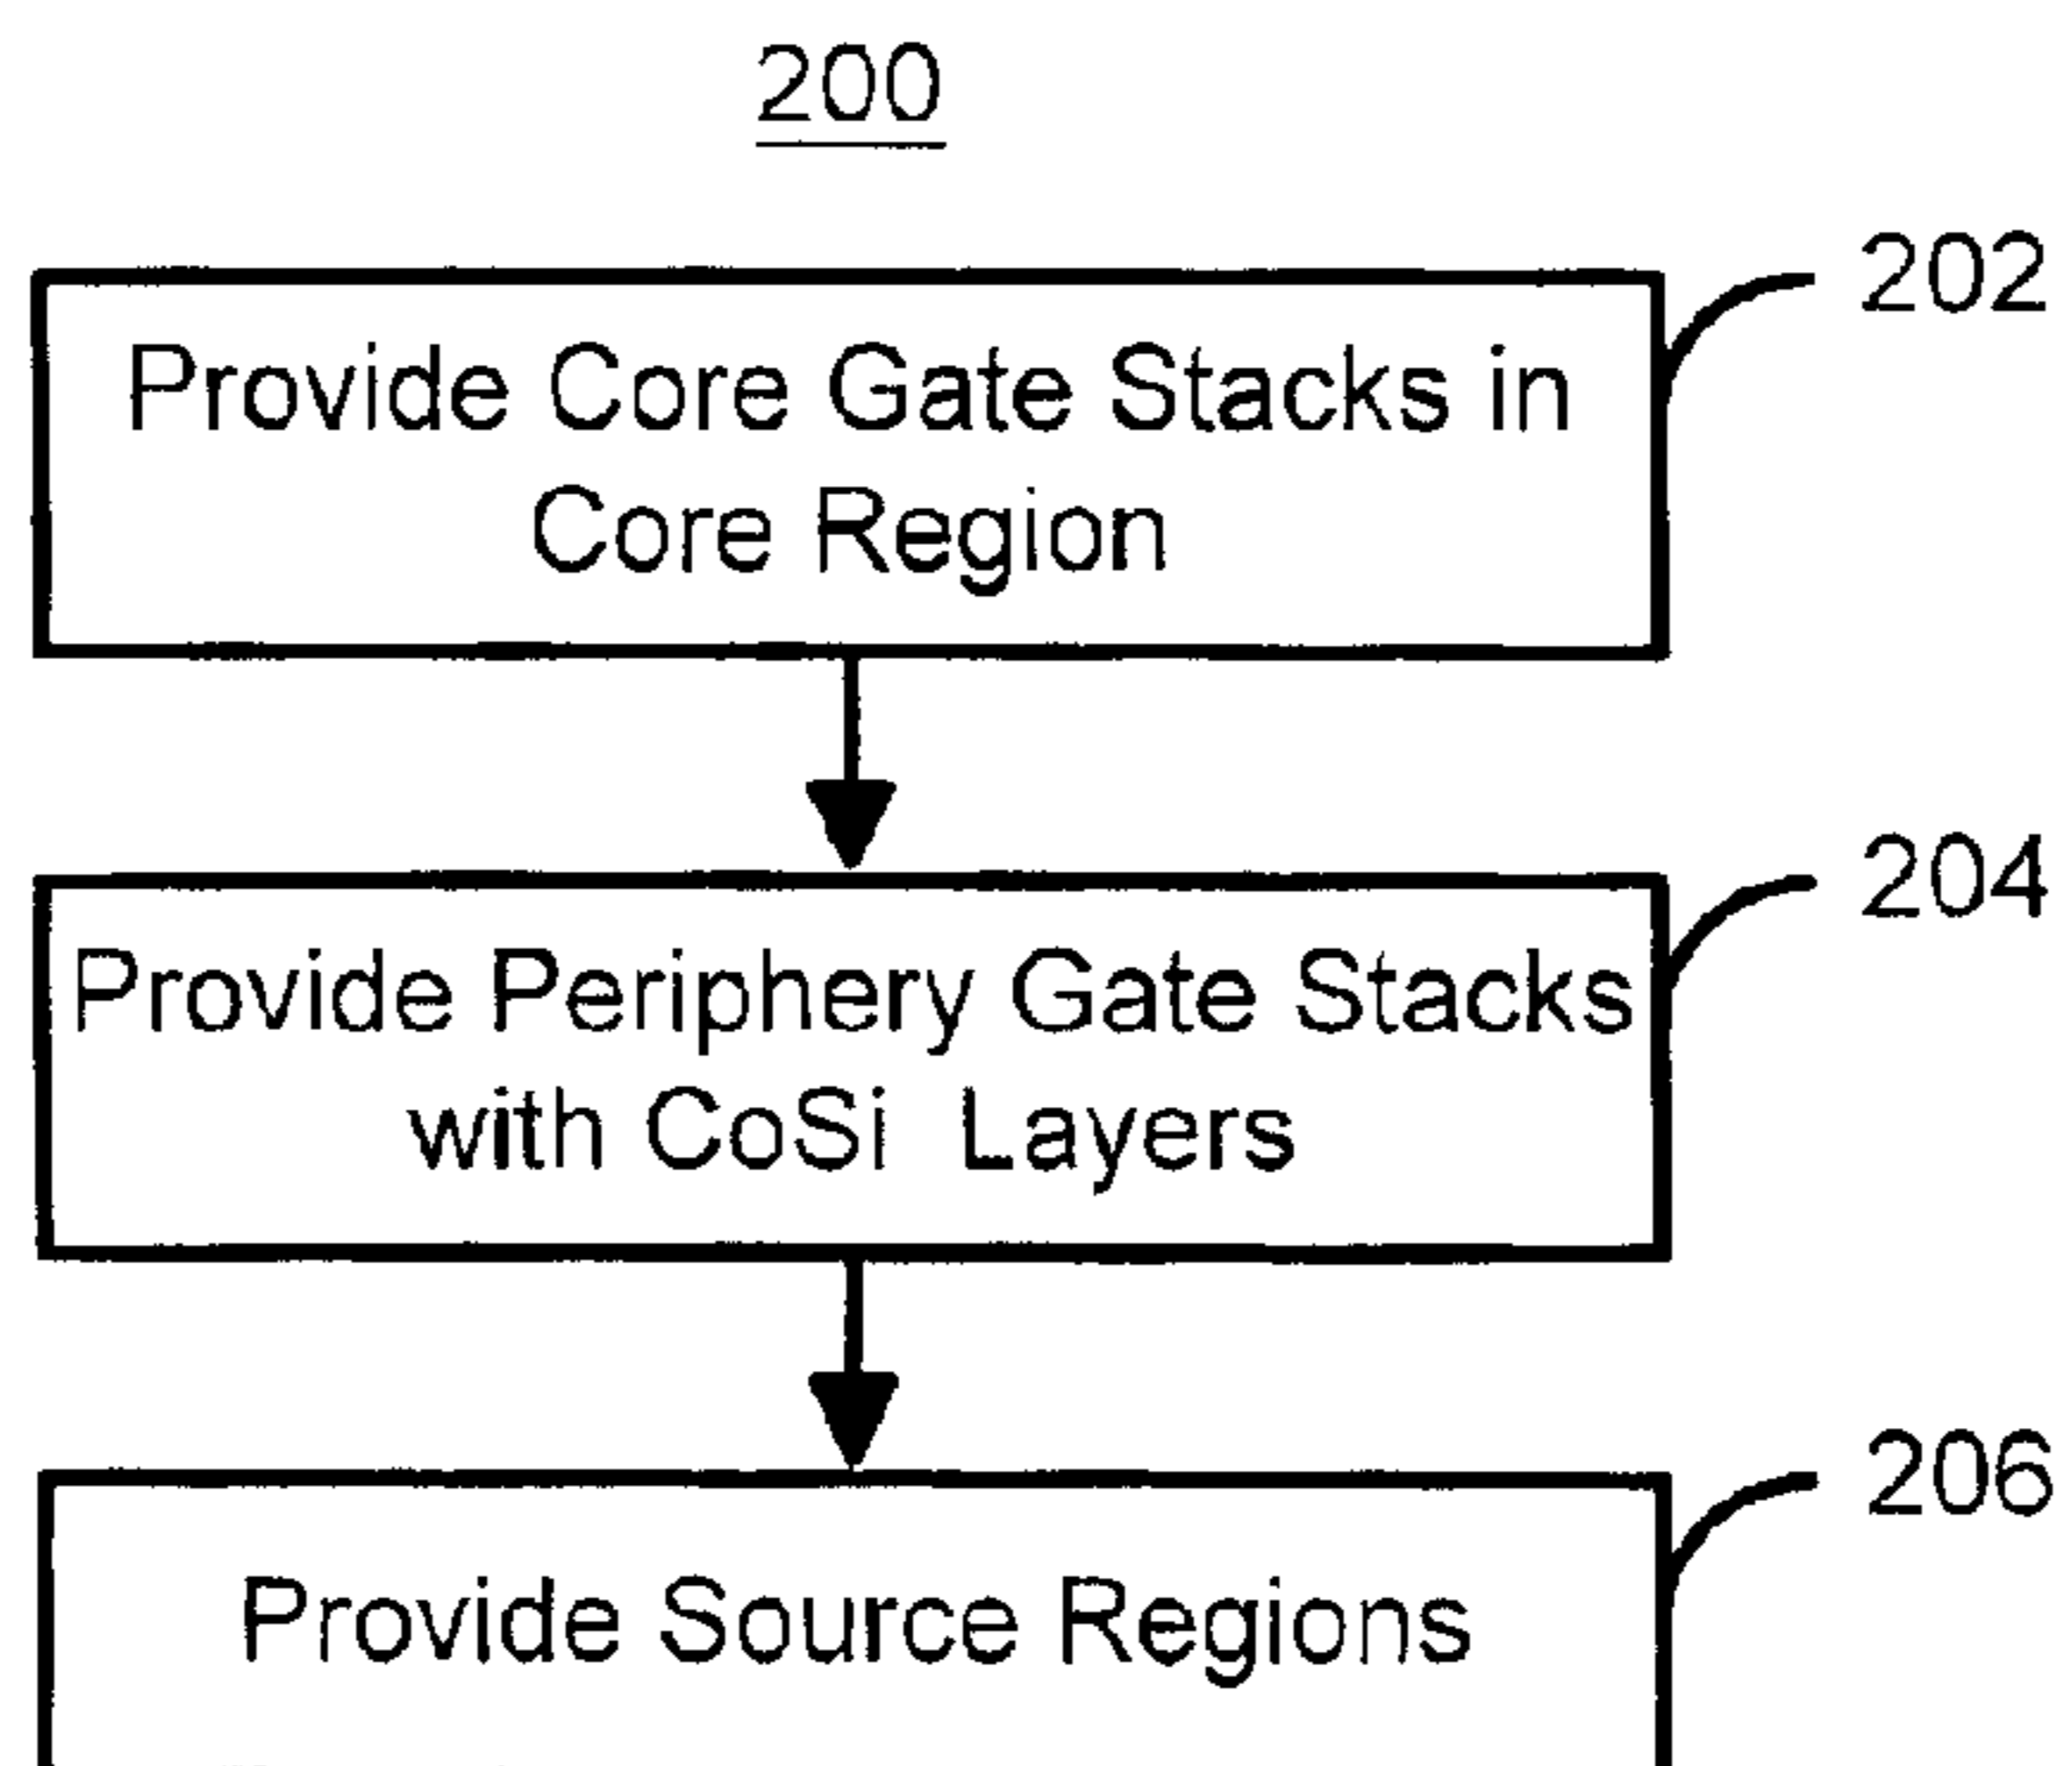 200
202
Provide Core Gate Stacks in
Core Region
204
Provide Periphery Gate Stacks
with CoSi Layers
206
Provide Source Regions